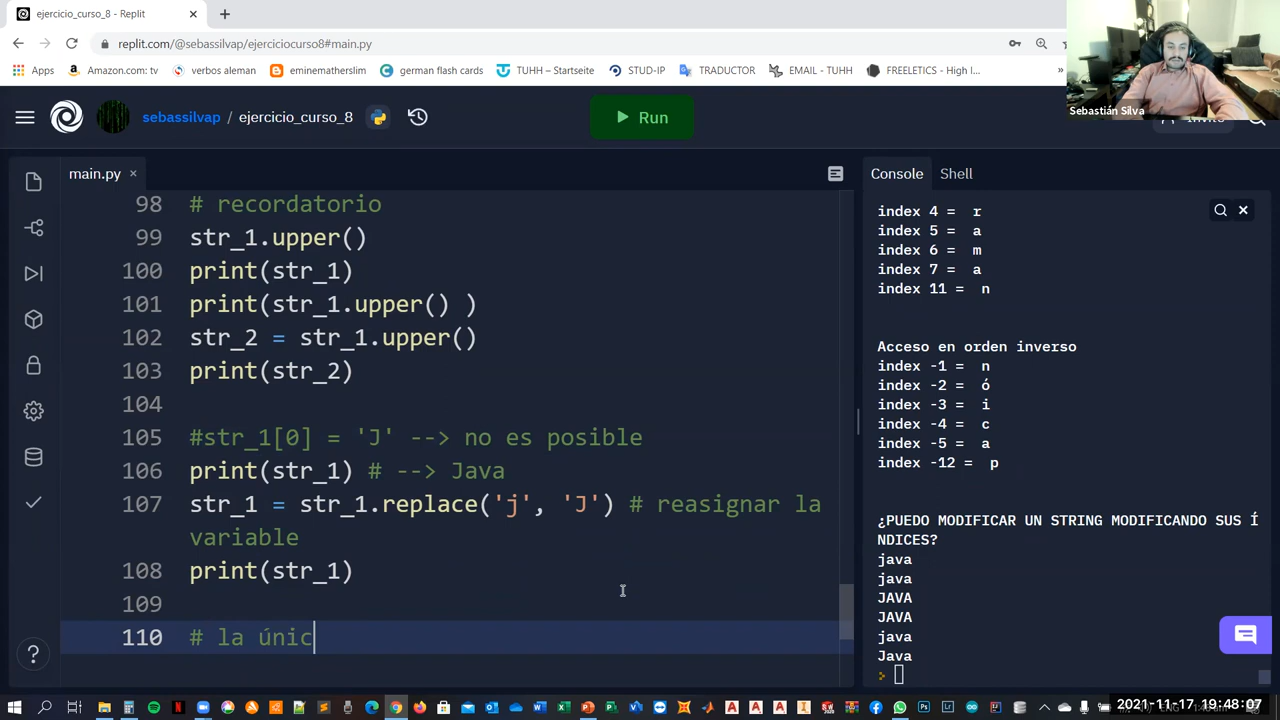 ejercicio_curso_8 - Replit
replit.com/@sebassilvap/ejerciciocurso8#main.py
Apps
Amazon.com: tv
verbos aleman
eminematherslim
german flash card
TUHH – Startseite
STUD-IP
TRADUCTOR
EMAIL - TUHH
FREELETICS - High I...
»
Sebastián Silva
sebassilvap / ejercicio_curso_8
Run
main.py
Console
Shell
98 # recordatorio
99 str_1.upper()
100 print(str_1)
101 print(str_1.upper() )
102 str_2 = str_1.upper()
103 print(str_2)
104
105 #str_1[0] = 'J' --> no es posible
106 print(str_1) # --> Java
107 str_1 = str_1.replace('j', 'J') # reasignar la
variable
108 print(str_1)
109
110 # la únic
index 4 = r
index 5 = a
index 6 = m
index 7 = a
index 11 = n
Acceso en orden inverso
index -1 = n
index -2 = ó
index -3 = i
index -4 = c
index -5 = a
index -12 = p
¿PUEDO MODIFICAR UN STRING MODIFICANDO SUS Í
NDICES?
java
java
JAVA
JAVA
java
Java
?
2021-11-17 19:48:07